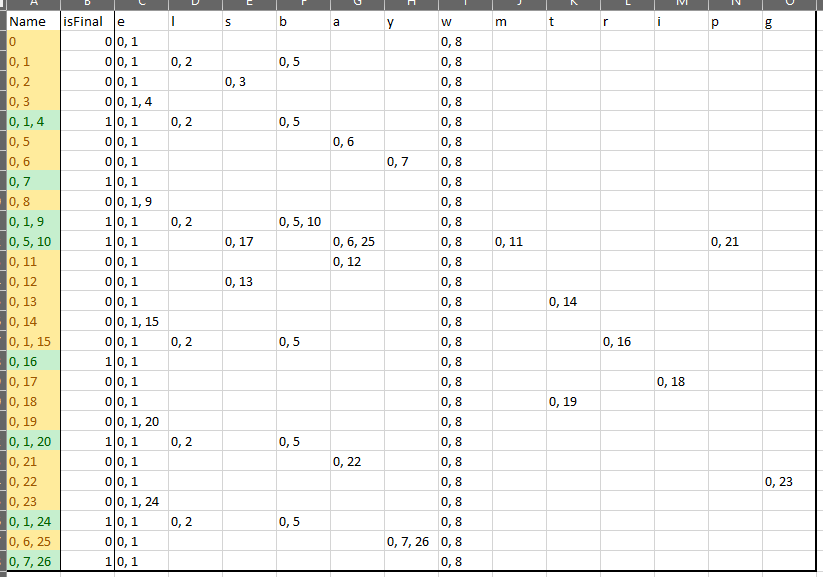 A B C D E F G H I J K L M N O
Name isFinal e l s b a y w m t r i p g
0 0 0, 1 0, 8
0, 1 0 0, 1 0, 2 0, 5 0, 8
0, 2 0 0, 1 0, 3 0, 8
0, 3 0 0, 1, 4 0, 8
0, 1, 4 1 0, 1 0, 2 0, 5 0, 8
0, 5 0 0, 1 0, 6 0, 8
0, 6 0 0, 1 0, 7 0, 8
0, 7 1 0, 1 0, 8
0, 8 0 0, 1, 9 0, 8
0, 1, 9 1 0, 1 0, 2 0, 5, 10 0, 8
0, 5, 10 1 0, 1 0, 17 0, 6, 25 0, 8 0, 11 0, 21
0, 11 0 0, 1 0, 12 0, 8
0, 12 0 0, 1 0, 13 0, 8
0, 13 0 0, 1 0, 8 0, 14
0, 14 0 0, 1, 15 0, 8
0, 1, 15 0 0, 1 0, 2 0, 5 0, 8 0, 16
0, 16 1 0, 1 0, 8
0, 17 0 0, 1 0, 8 0, 18
0, 18 0 0, 1 0, 8 0, 19
0, 19 0 0, 1, 20 0, 8
0, 1, 20 1 0, 1 0, 2 0, 5 0, 8
0, 21 0 0, 1 0, 22 0, 8
0, 22 0 0, 1 0, 8 0, 23
0, 23 0 0, 1, 24 0, 8
0, 1, 24 1 0, 1 0, 2 0, 5 0, 8
0, 6, 25 0 0, 1 0, 7, 26 0, 8
0, 7, 26 1 0, 1 0, 8